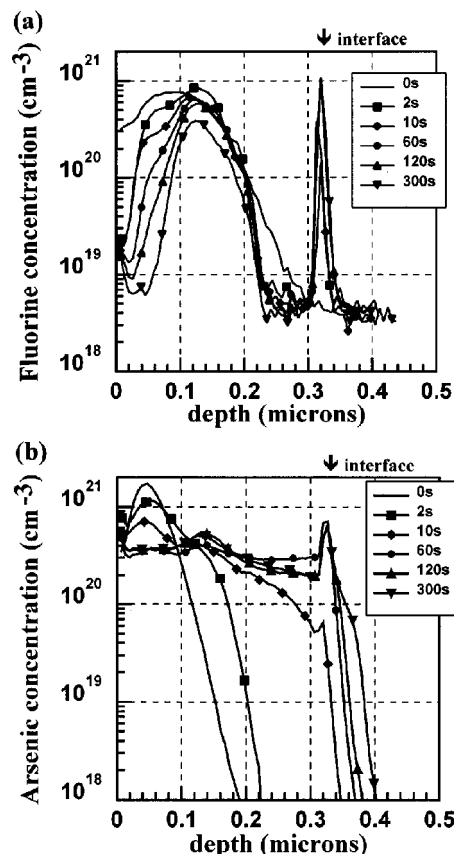 (a)
interface
Fluorine concentration (cm-3)
10^21
10^20
10^19
10^18
0s
2s
10s
60s
120s
300s
0 0.1 0.2 0.3 0.4 0.5
depth (microns)
(b)
interface
Arsenic concentration (cm-3)
10^21
10^20
10^19
10^18
0s
2s
10s
60s
120s
300s
0 0.1 0.2 0.3 0.4 0.5
depth (microns)